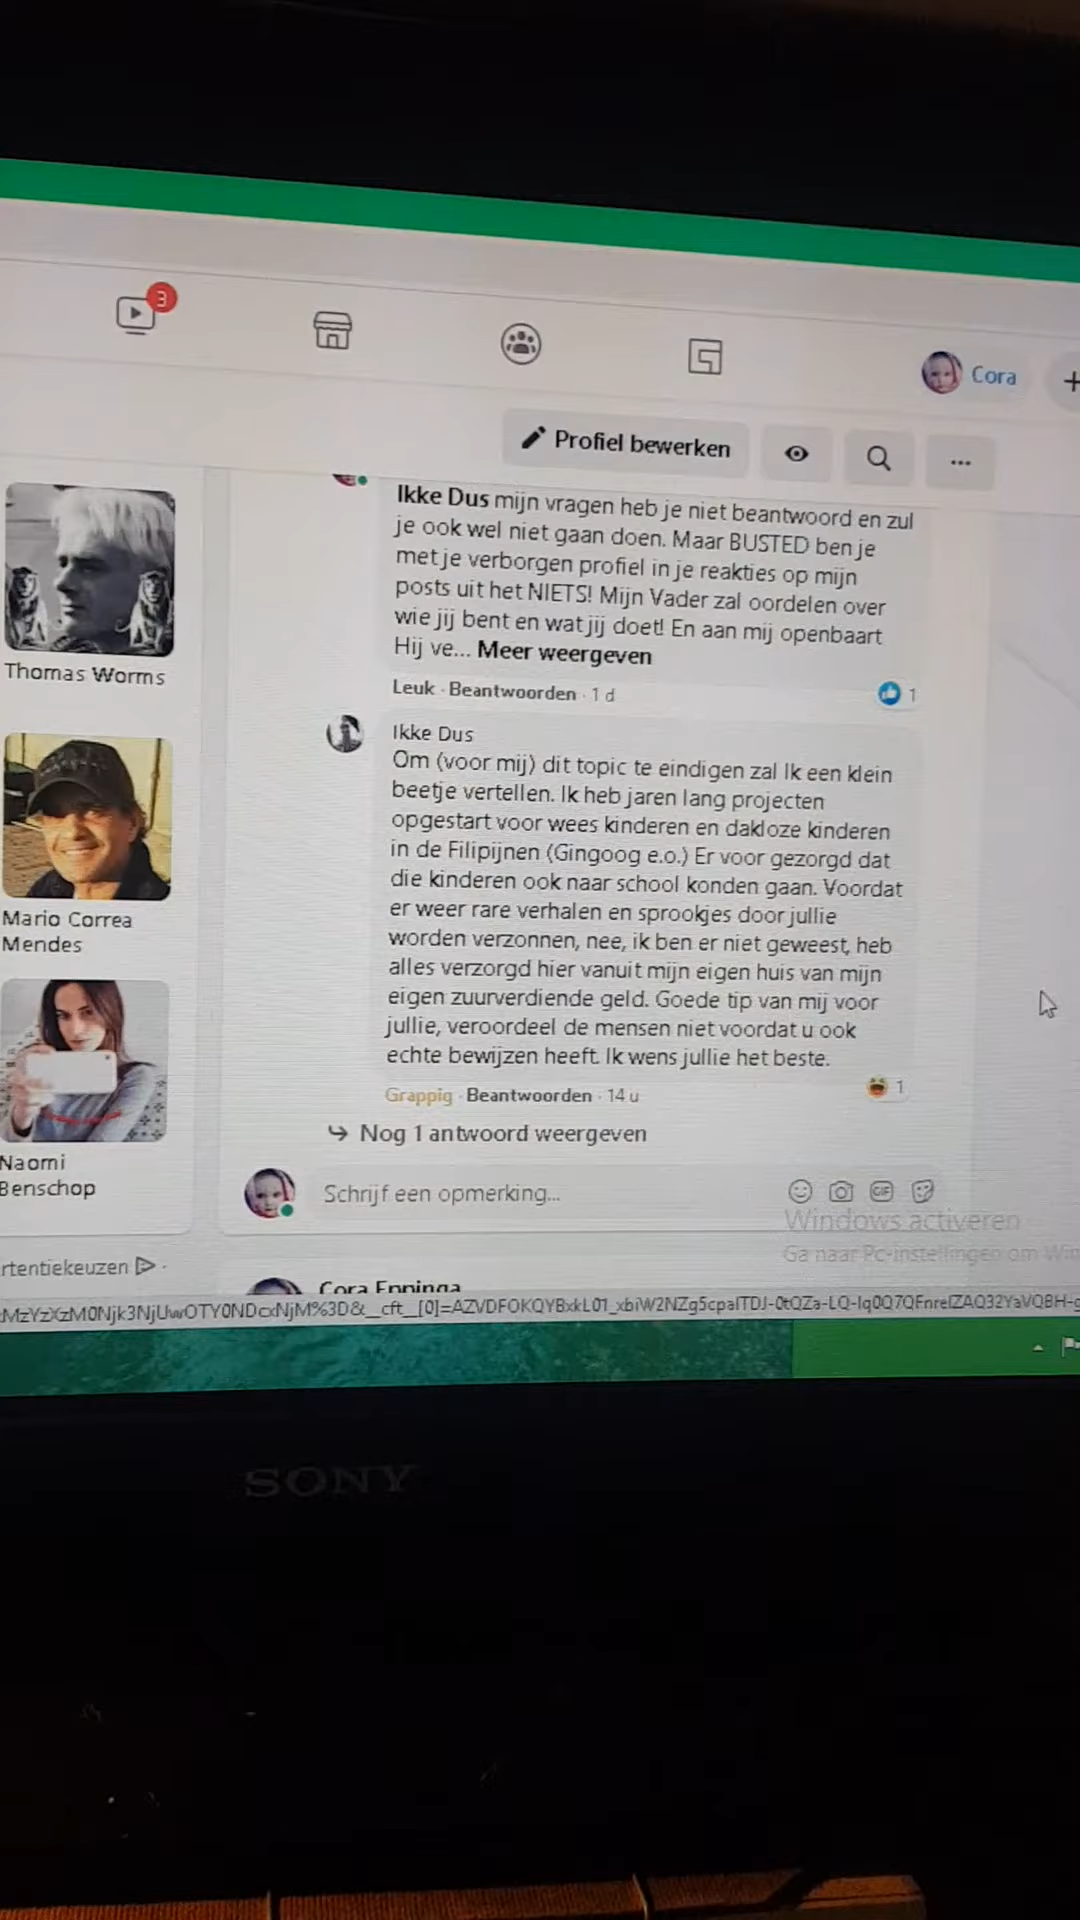 3
Cora
Profiel bewerken
Thomas Worms
Mario Correa
Mendes
Naomi
Benschop
Ikke Dus mijn vragen heb je niet beantwoord en zul
je ook wel niet gaan doen. Maar BUSTED ben je
met je verborgen profiel in je reakties op mijn
posts uit het NIETS! Mijn Vader zal oordelen over
wie jij bent en wat jij doet! En aan mij openbaart
Hij ve... Meer weergeven
Leuk · Beantwoorden · 1 d
1
Ikke Dus
Om (voor mij) dit topic te eindigen zal Ik een klein
beetje vertellen. Ik heb jaren lang projecten
opgestart voor wees kinderen en dakloze kinderen
in de Filipijnen (Gingoog e.o.) Er voor gezorgd dat
die kinderen ook naar school konden gaan. Voordat
er weer rare verhalen en sprookjes door jullie
worden verzonnen, nee, ik ben er niet geweest, heb
alles verzorgd hier vanuit mijn eigen huis van mijn
eigen zuurverdiende geld. Goede tip van mij voor
jullie, veroordeel de mensen niet voordat u ook
echte bewijzen heeft. Ik wens jullie het beste.
Grappig · Beantwoorden · 14 u
1
Nog 1 antwoord weergeven
Schrijf een opmerking...
GIF
Windows activeren
Ga naar Pc-instellingen om Win
rtentiekeuzen
Cora Enninga
SONY